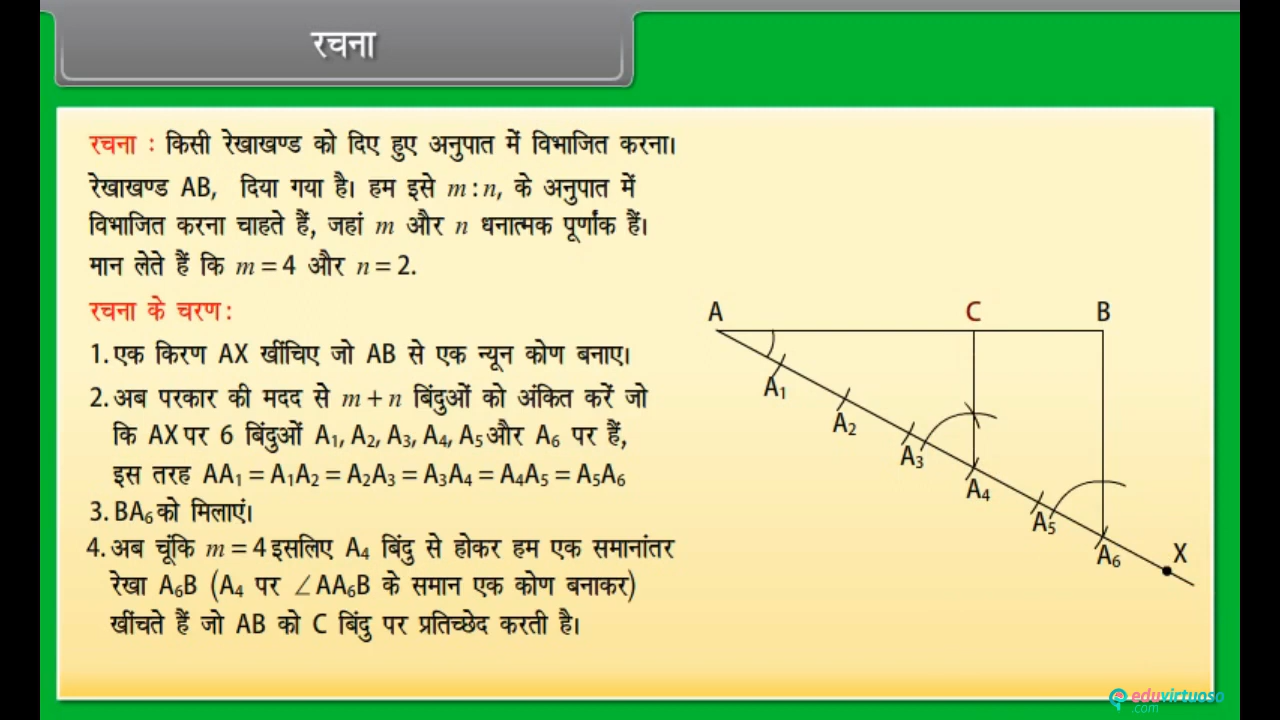 रचना
रचना : किसी रेखाखण्ड को दिए हुए अनुपात में विभाजित करना।
रेखाखण्ड AB, दिया गया है। हम इसे m : n, के अनुपात में
विभाजित करना चाहते हैं, जहां m और n धनात्मक पूर्णांक हैं।
मान लेते हैं कि m = 4 और n = 2.
रचना के चरण :
1. एक किरण AX खींचिए जो AB से एक न्यून कोण बनाए।
2. अब परकार की मदद से m + n बिंदुओं को अंकित करें जो
कि AX पर 6 बिंदुओं A₁, A₂, A₃, A₄, A₅ और A₆ पर हैं,
इस तरह AA₁ = A₁A₂ = A₂A₃ = A₃A₄ = A₄A₅ = A₅A₆
3. BA₆ को मिलाएं।
4. अब चूंकि m = 4 इसलिए A₄ बिंदु से होकर हम एक समानांतर
रेखा A₆B (A₄ पर ∠AA₆B के समान एक कोण बनाकर)
खींचते हैं जो AB को C बिंदु पर प्रतिच्छेद करती है।
A C B
A₁
A₂
A₃
A₄
A₅
A₆
X
eduvirtuoso
.com